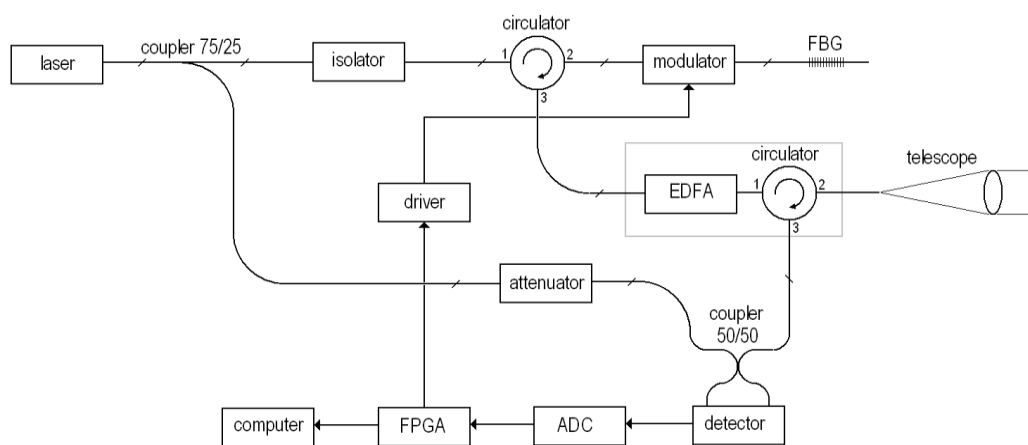 circulator
FBG
coupler 75/25
laser
isolator
1
2
modulator
3
circulator
telescope
EDFA
1
2
driver
3
attenuator
coupler
50/50
computer
FPGA
ADC
detector